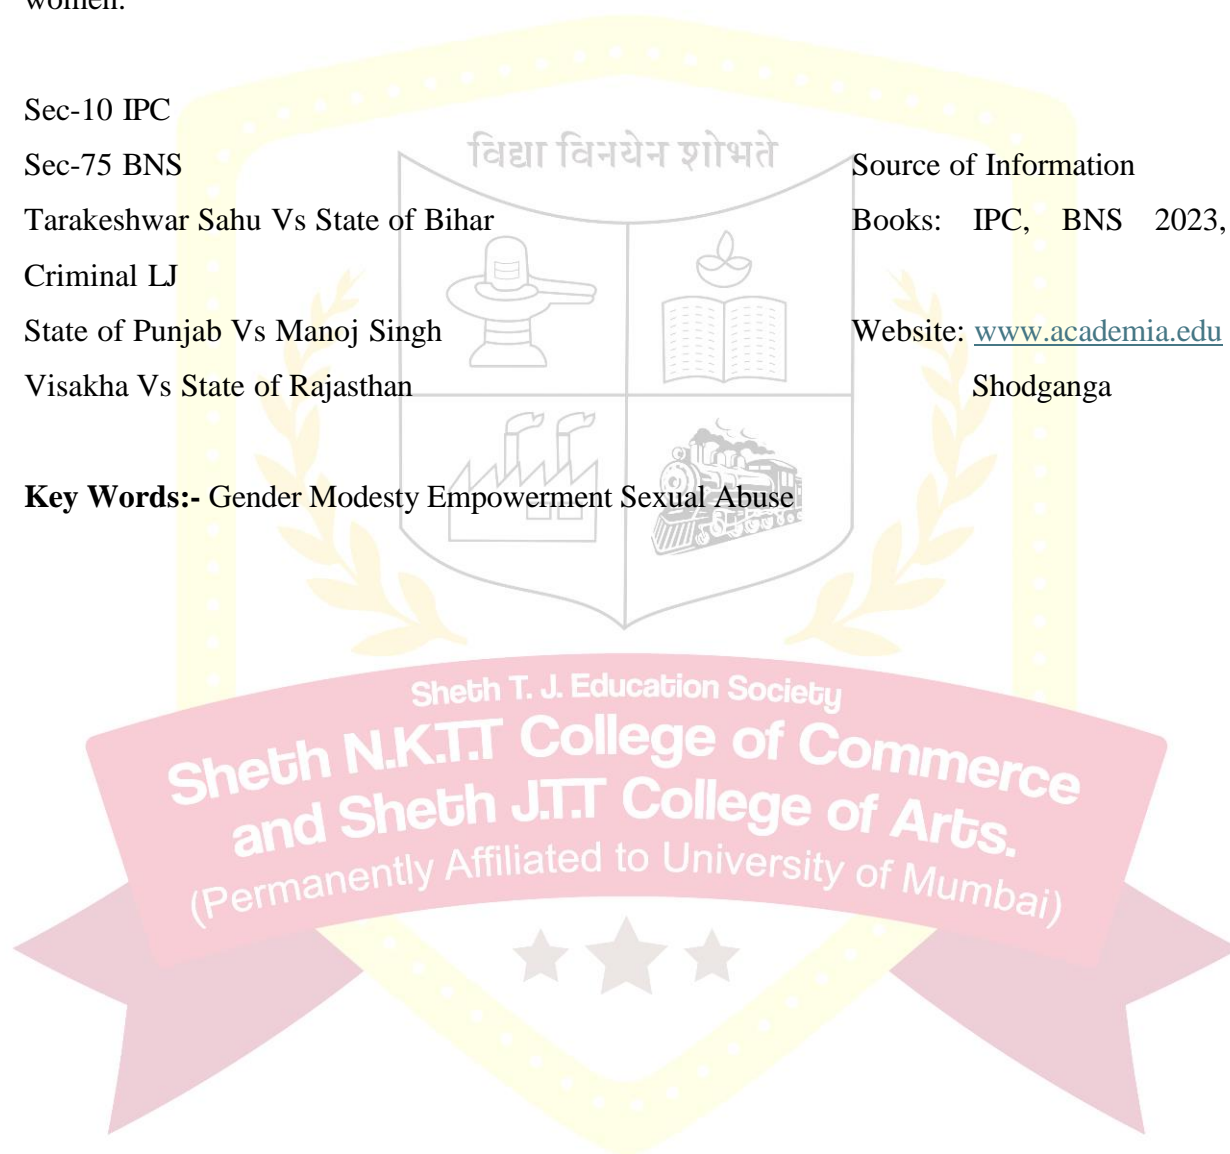 women.
Sec-10 IPC
Sec-75 BNS
Tarakeshwar Sahu Vs State of Bihar
Criminal LJ
State of Punjab Vs Manoj Singh
Visakha Vs State of Rajasthan
Source of Information
Books: IPC, BNS 2023,
Website: www.academia.edu
Shodganga
Key Words:- Gender Modesty Empowerment Sexual Abuse
विद्या विनयेन शोभते
Sheth T. J. Education Society
Sheth N.K.T.T College of Commerce
and Sheth J.T.T College of Arts.
(Permanently Affiliated to University of Mumbai)